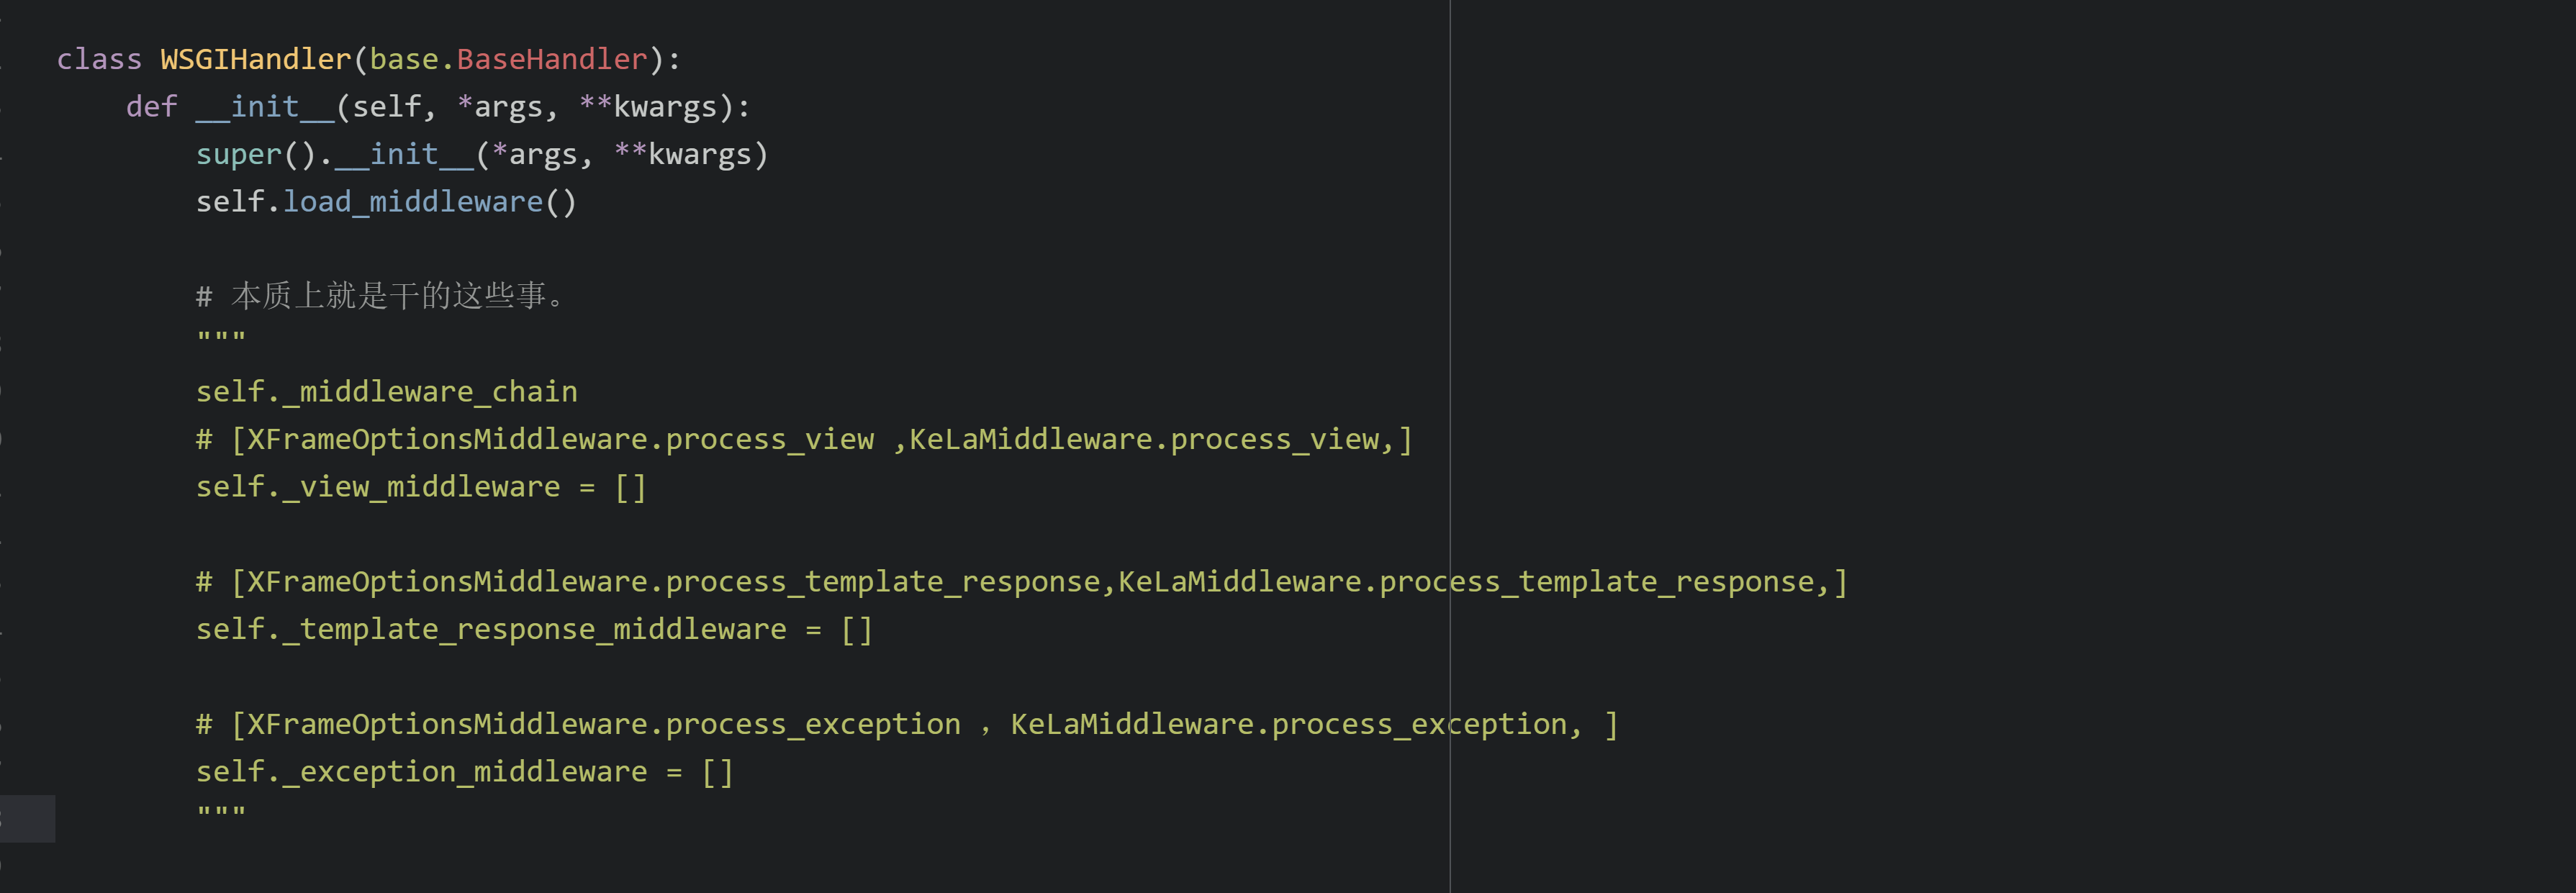 class WSGIHandler(base.BaseHandler):
    def __init__(self, *args, **kwargs):
        super().__init__(*args, **kwargs)
        self.load_middleware()
        # 本质上就是干的这些事。
        """
        self._middleware_chain
        # [XFrameOptionsMiddleware.process_view ,KeLaMiddleware.process_view,]
        self._view_middleware = []
        # [XFrameOptionsMiddleware.process_template_response,KeLaMiddleware.process_template_response,]
        self._template_response_middleware = []
        # [XFrameOptionsMiddleware.process_exception ，KeLaMiddleware.process_exception, ]
        self._exception_middleware = []
        """